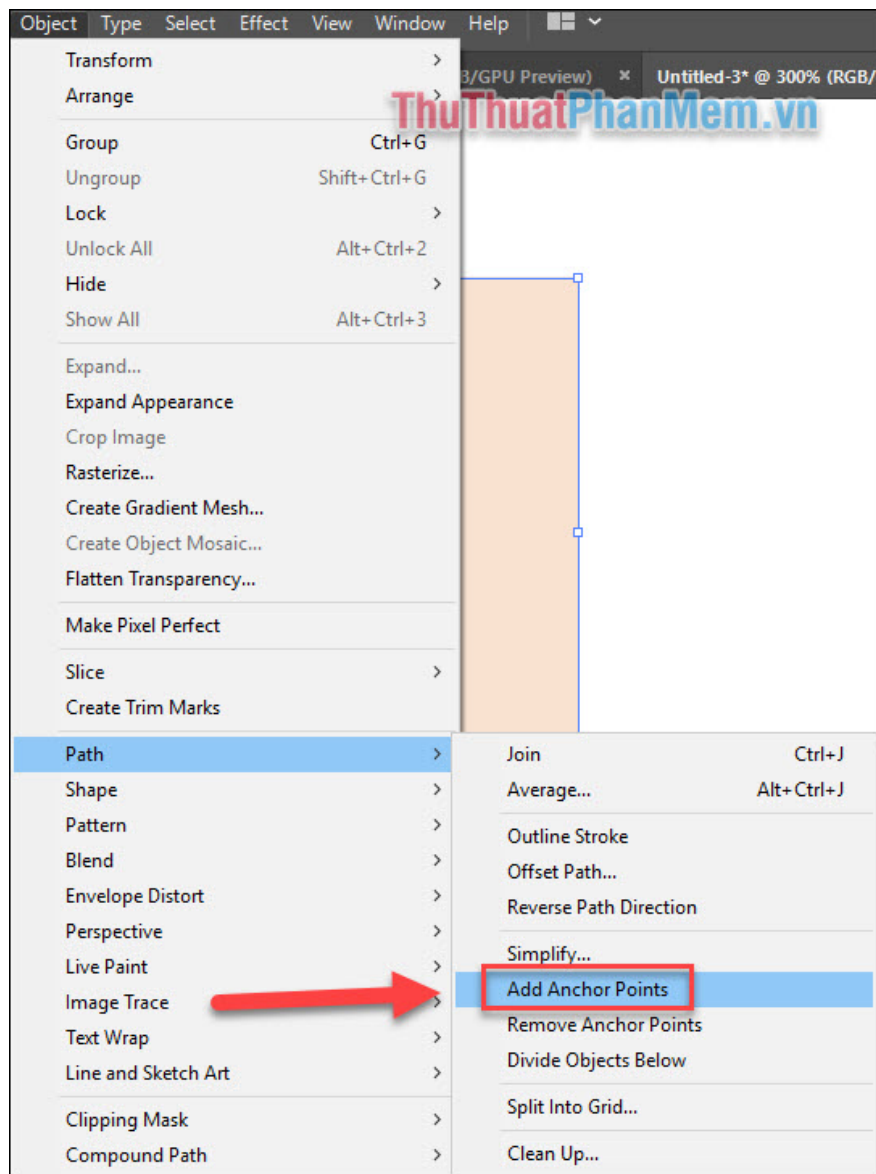 Object Type Select Effect View Window Help
B/GPU Preview) × Untitled-3* @ 300% (RGB/
ThuThuatPhanMem.vn
Transform
Arrange
Group Ctrl+G
Ungroup Shift+Ctrl+G
Lock
Unlock All Alt+Ctrl+2
Hide
Show All Alt+Ctrl+3
Expand...
Expand Appearance
Crop Image
Rasterize...
Create Gradient Mesh...
Create Object Mosaic...
Flatten Transparency...
Make Pixel Perfect
Slice
Create Trim Marks
Path
Shape
Pattern
Blend
Envelope Distort
Perspective
Live Paint
Image Trace
Text Wrap
Line and Sketch Art
Clipping Mask
Compound Path
Join Ctrl+J
Average... Alt+Ctrl+J
Outline Stroke
Offset Path...
Reverse Path Direction
Simplify...
Add Anchor Points
Remove Anchor Points
Divide Objects Below
Split Into Grid...
Clean Up...